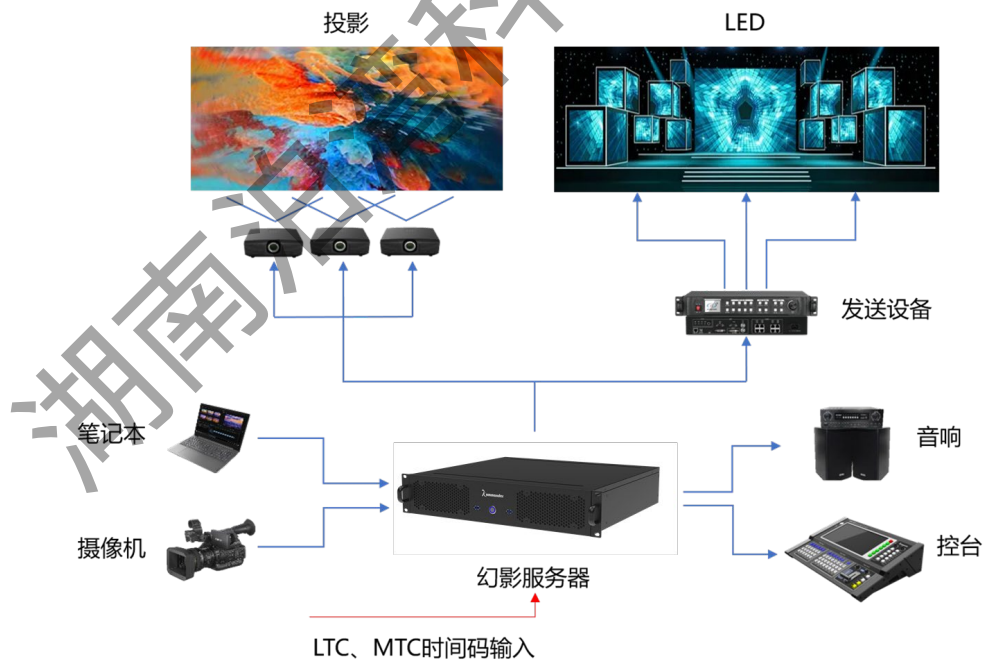 投影
LED
发送设备
笔记本
音响
摄像机
控台
幻影服务器
LTC、MTC时间码输入
湖南